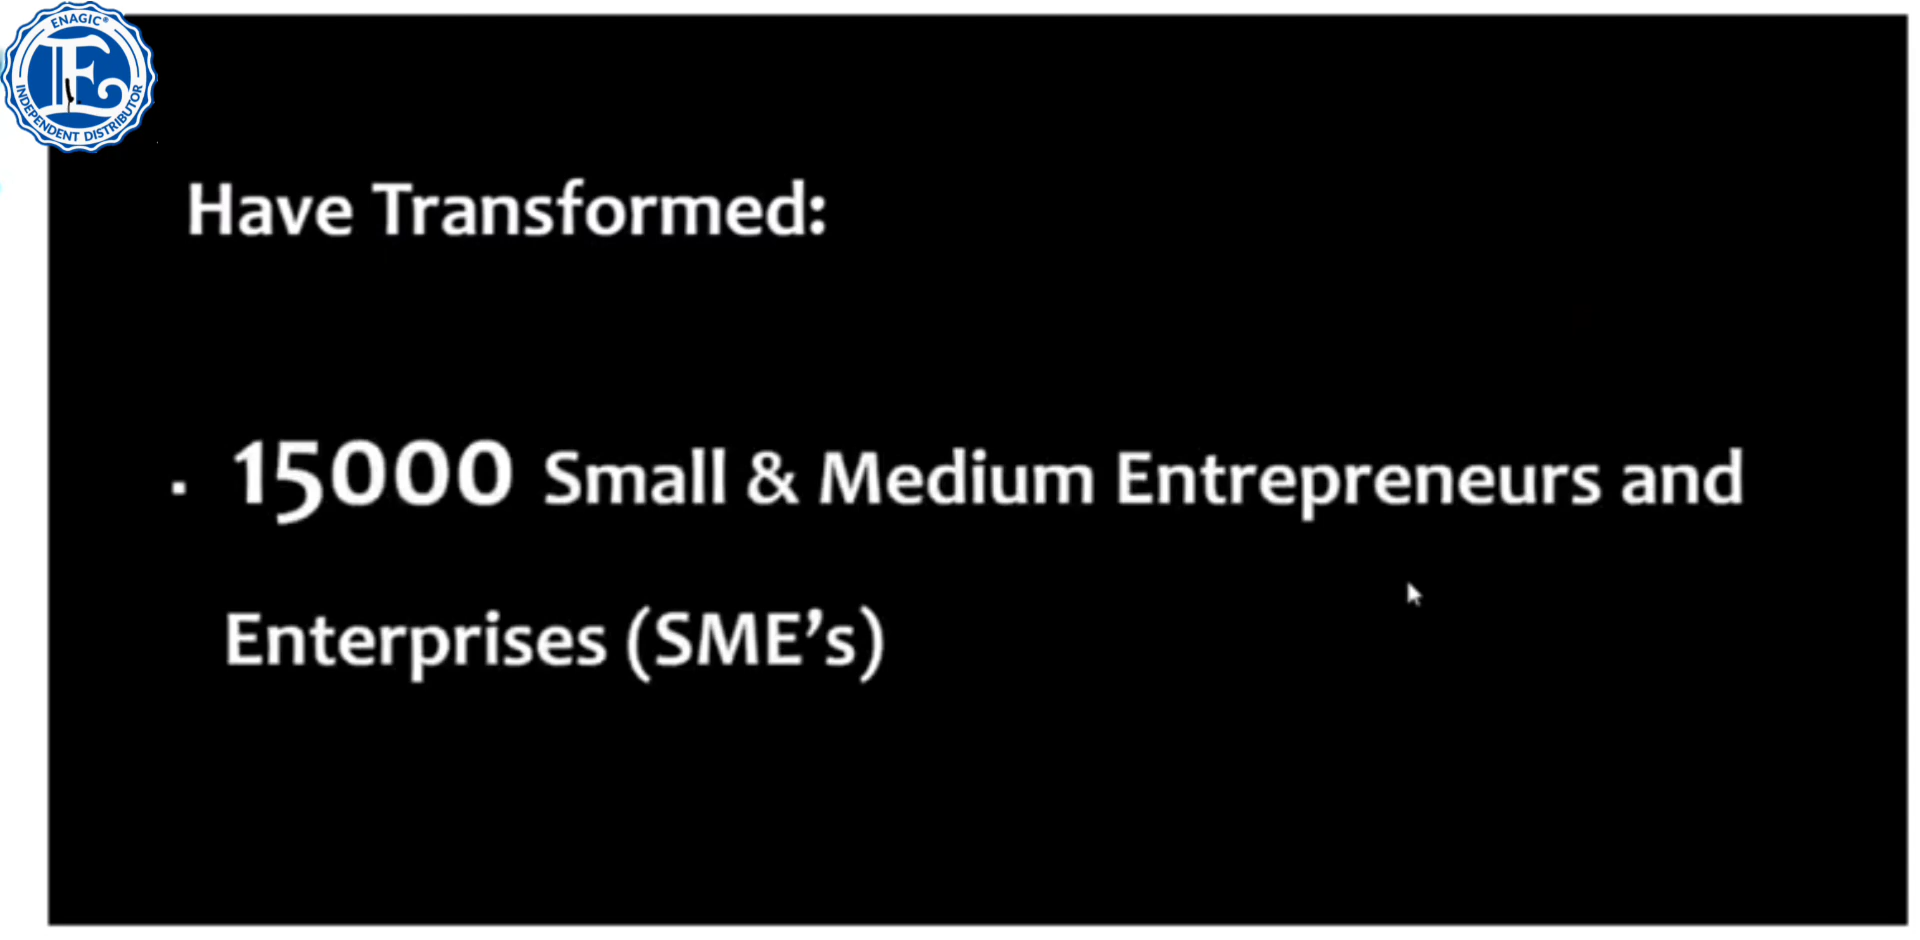 ENAGIC®
E
INDEPENDENT DISTRIBUTOR
Have Transformed:
▪ 15000 Small & Medium Entrepreneurs and
Enterprises (SME’s)